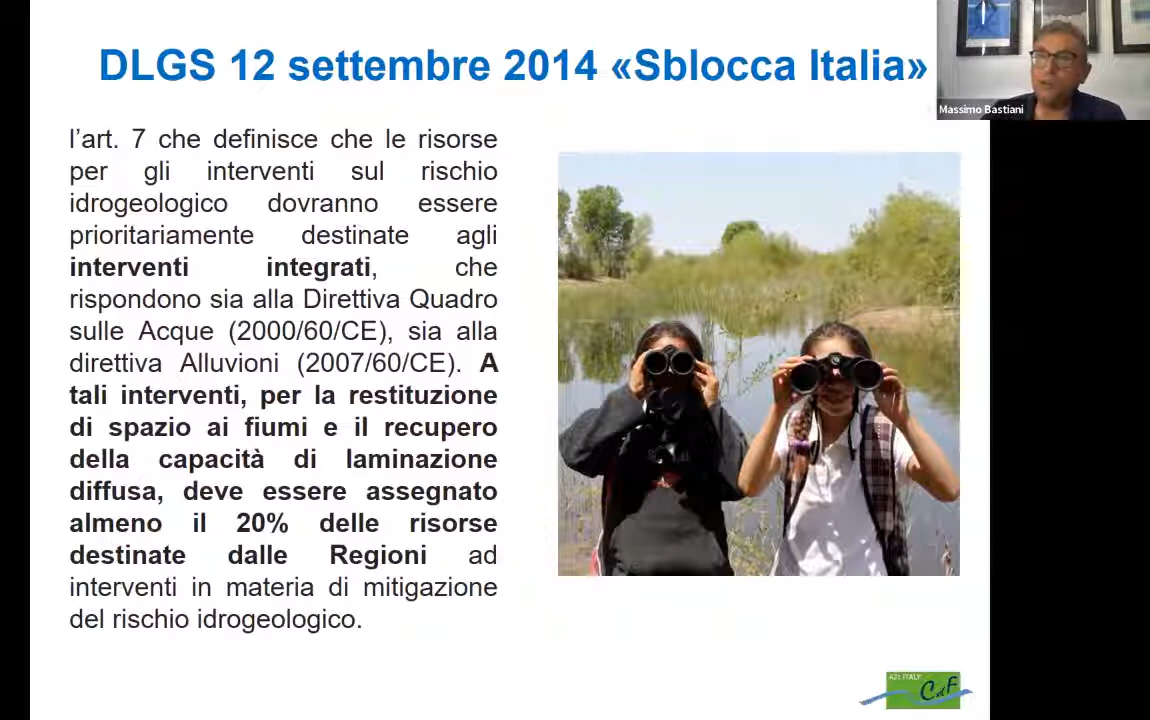 DLGS 12 settembre 2014 «Sblocca Italia»
Massimo Bastiani
l’art. 7 che definisce che le risorse
per gli interventi sul rischio
idrogeologico dovranno essere
prioritariamente destinate agli
interventi integrati, che
rispondono sia alla Direttiva Quadro
sulle Acque (2000/60/CE), sia alla
direttiva Alluvioni (2007/60/CE). A
tali interventi, per la restituzione
di spazio ai fiumi e il recupero
della capacità di laminazione
diffusa, deve essere assegnato
almeno il 20% delle risorse
destinate dalle Regioni ad
interventi in materia di mitigazione
del rischio idrogeologico.
A21 ITALY
CdF